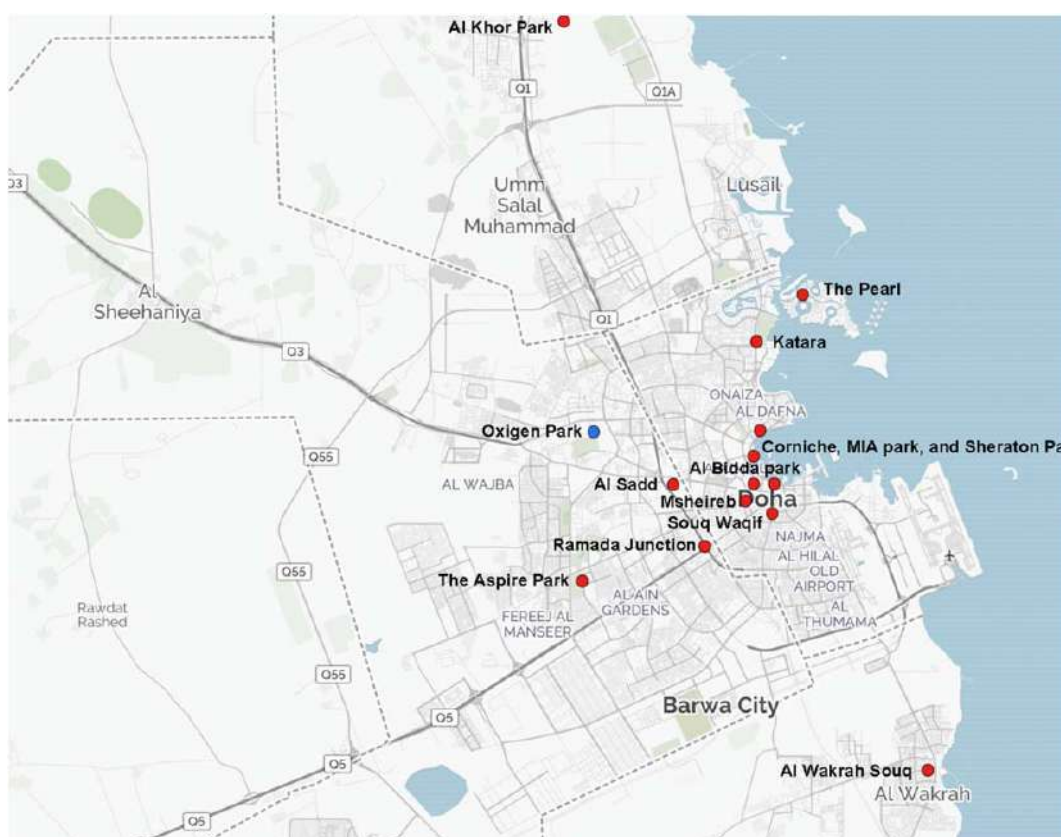 Al Khor Park
Q1
Q1A
Umm
Salal
Muhammad
Lusail
Q3
Al
Sheehaniya
The Pearl
Q1
Q3
Katara
ONAIZA
AL DAFNA
Oxigen Park
Corniche, MIA park, and Sheraton Pa
Q55
Al Bidda park
AL WAJBA
Al Sadd
Msheireb
Doha
Souq Waqif
NAJMA
Ramada Junction
AL HILAL
OLD
AIRPORT
The Aspire Park
Q55
AL AIN
GARDENS
AL
THUMAMA
Rawdat
Rashed
FEREEJ AL
MANSEER
Q55
Barwa City
Q5
Q5
Al Wakrah Souq
Al Wakrah
Q5